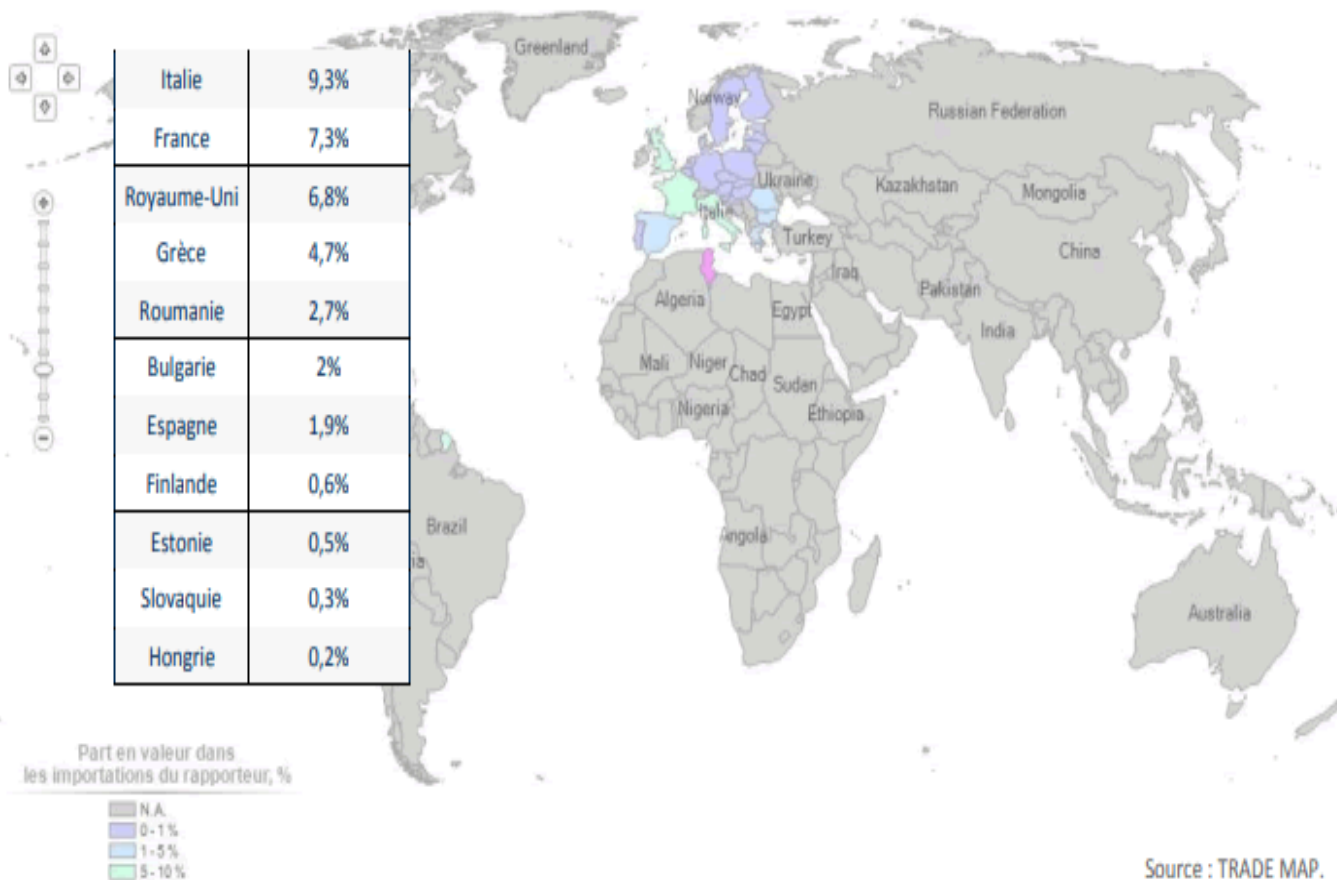 Italie 9,3%
France 7,3%
Royaume-Uni 6,8%
Grèce 4,7%
Roumanie 2,7%
Bulgarie 2%
Espagne 1,9%
Finlande 0,6%
Estonie 0,5%
Slovaquie 0,3%
Hongrie 0,2%
Greenland
Norway
Russian Federation
Ukraine
Kazakhstan
Mongolia
Italie
Turkey
China
Iraq
Pakistan
Algeria
Egypt
India
Mali
Niger
Chad
Sudan
Nigeria
Ethiopia
Brazil
Angola
Australia
Part en valeur dans
les importations du rapporteur, %
N.A.
0 - 1 %
1 - 5 %
5 - 10 %
Source : TRADE MAP.